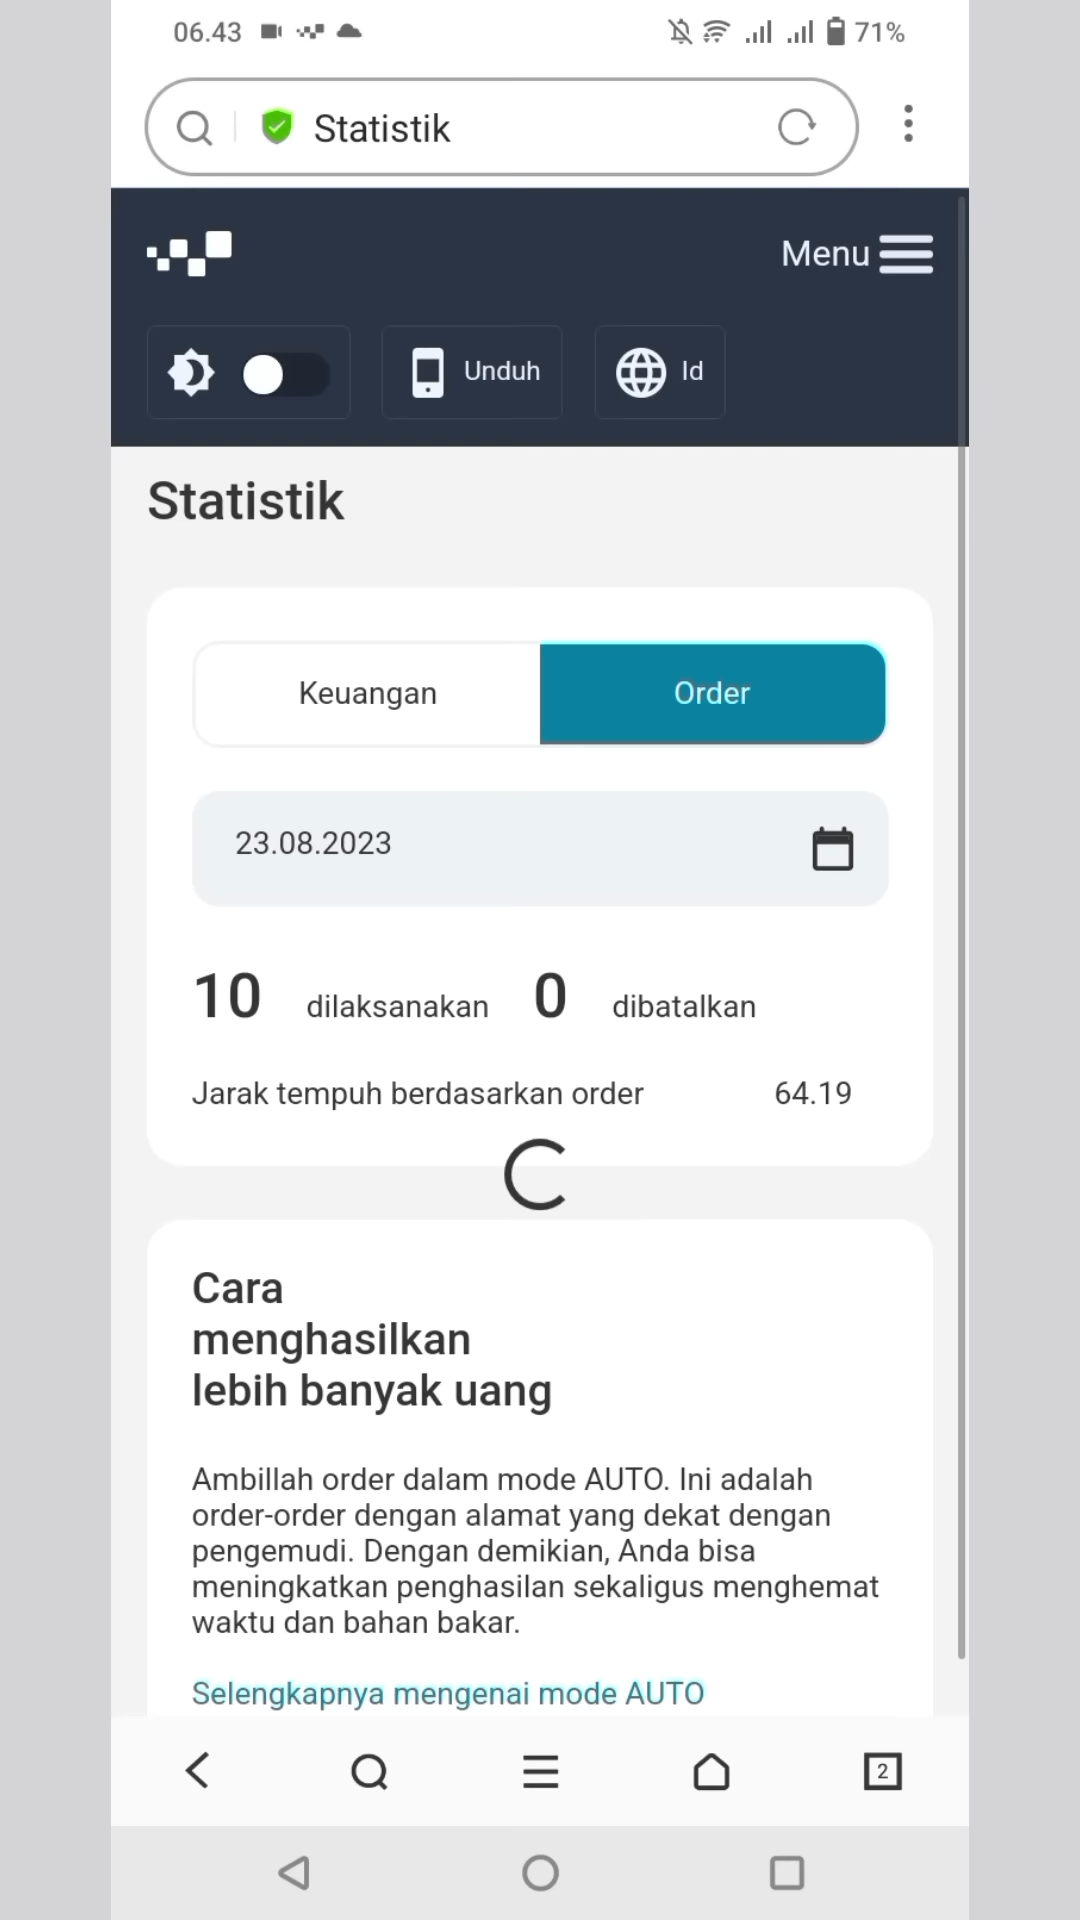 06.43
71%
Statistik
Menu
Unduh
Id
Statistik
Keuangan
Order
23.08.2023
10 dilaksanakan 0 dibatalkan
Jarak tempuh berdasarkan order 64.19
Cara
menghasilkan
lebih banyak uang
Ambillah order dalam mode AUTO. Ini adalah
order-order dengan alamat yang dekat dengan
pengemudi. Dengan demikian, Anda bisa
meningkatkan penghasilan sekaligus menghemat
waktu dan bahan bakar.
Selengkapnya mengenai mode AUTO
2